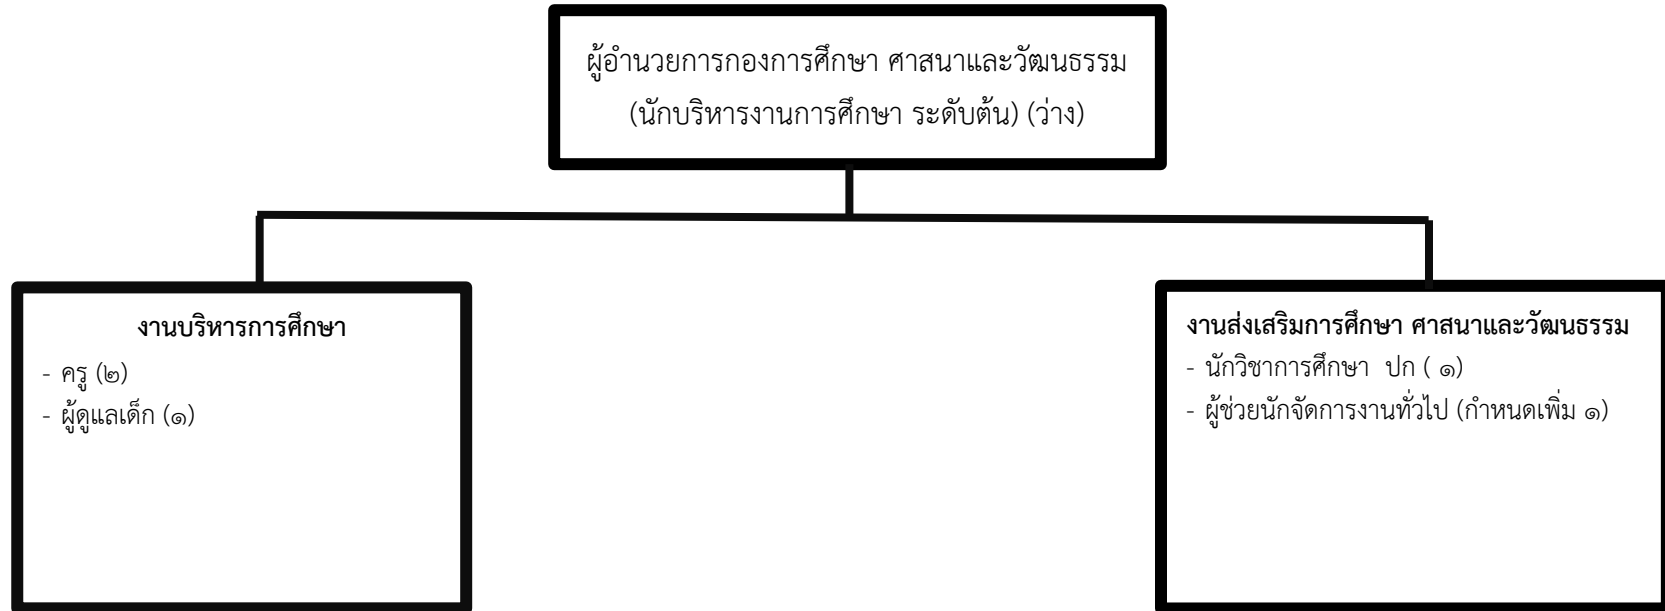 ผู้อำนวยการกองการศึกษา ศาสนาและวัฒนธรรม
(นักบริหารงานการศึกษา ระดับต้น) (ว่าง)
งานบริหารการศึกษา
- ครู (๒)
- ผู้ดูแลเด็ก (๑)
งานส่งเสริมการศึกษา ศาสนาและวัฒนธรรม
- นักวิชาการศึกษา  ปก ( ๑)
- ผู้ช่วยนักจัดการงานทั่วไป (กำหนดเพิ่ม ๑)